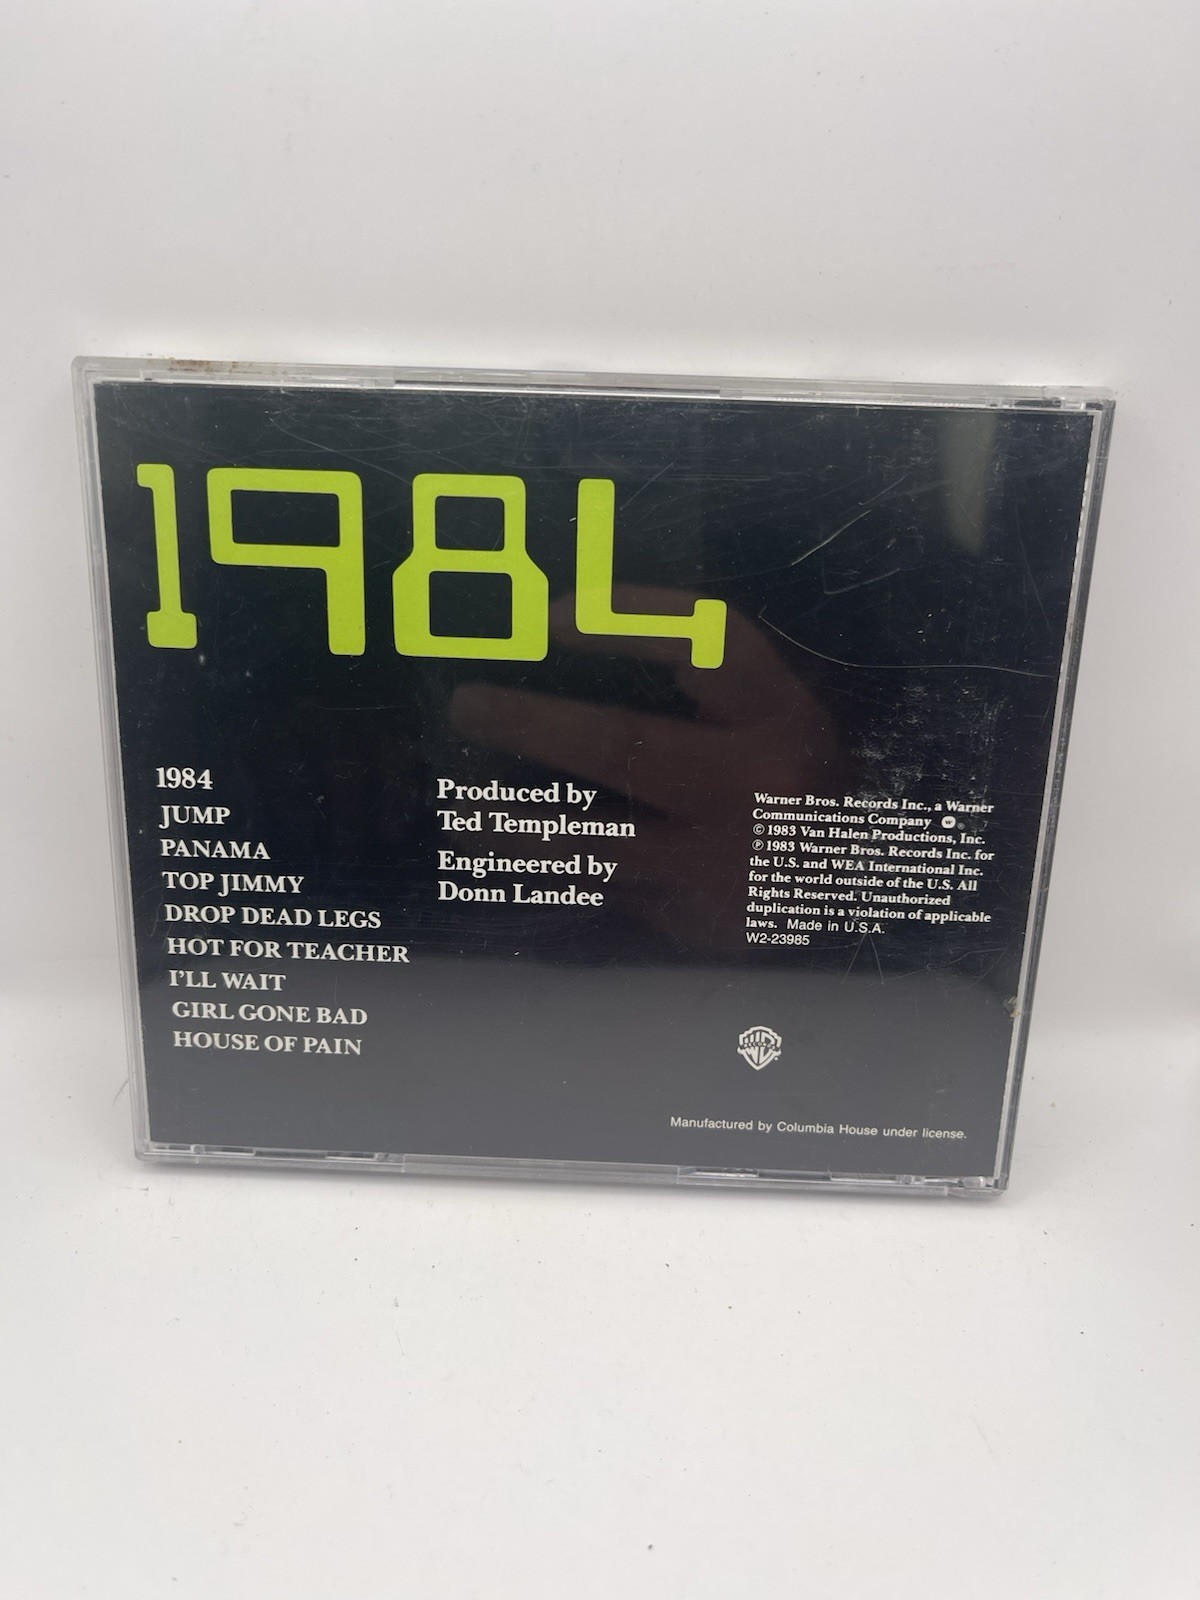 1984
1984
JUMP
PANAMA
TOP JIMMY
DROP DEAD LEGS
HOT FOR TEACHER
I'LL WAIT
GIRL GONE BAD
HOUSE OF PAIN
Produced by
Ted Templeman
Engineered by
Donn Landee
Warner Bros. Records Inc., a Warner
Communications Company W ®.
© 1983 Van Halen Productions, Inc.
℗ 1983 Warner Bros. Records Inc. for
the U.S. and WEA International Inc.
for the world outside of the U.S. All
Rights Reserved. Unauthorized
duplication is a violation of applicable
laws. Made in U.S.A.
W2-23985
WB
RECORDS
Manufactured by Columbia House under license.